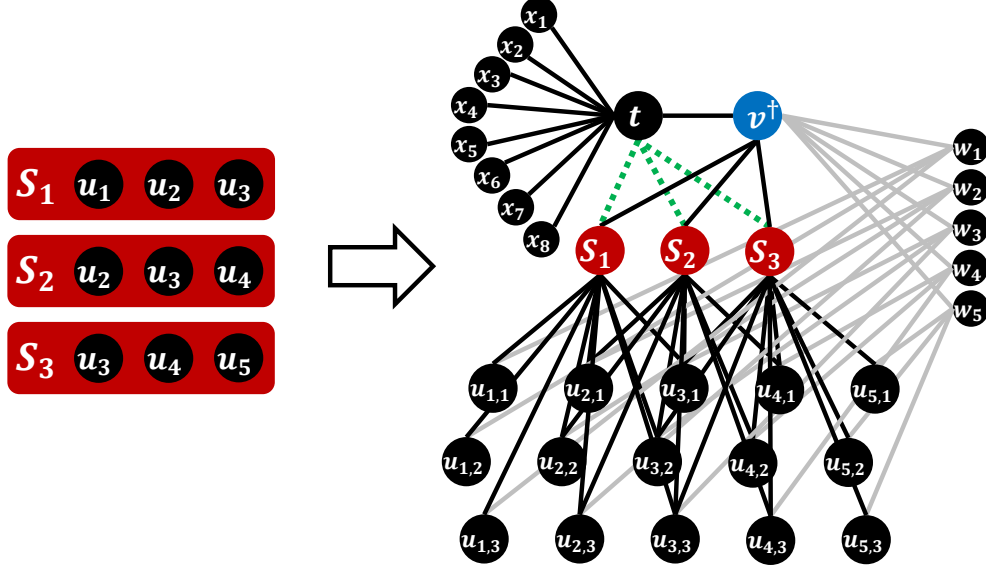 S₁ u₁ u₂ u₃
S₂ u₂ u₃ u₄
S₃ u₃ u₄ u₅
x₁
x₂
x₃
x₄
x₅
x₆
x₇
x₈
t v†
S₁ S₂ S₃
w₁
w₂
w₃
w₄
w₅
u₁,₁ u₂,₁ u₃,₁ u₄,₁ u₅,₁
u₁,₂ u₂,₂ u₃,₂ u₄,₂ u₅,₂
u₁,₃ u₂,₃ u₃,₃ u₄,₃ u₅,₃